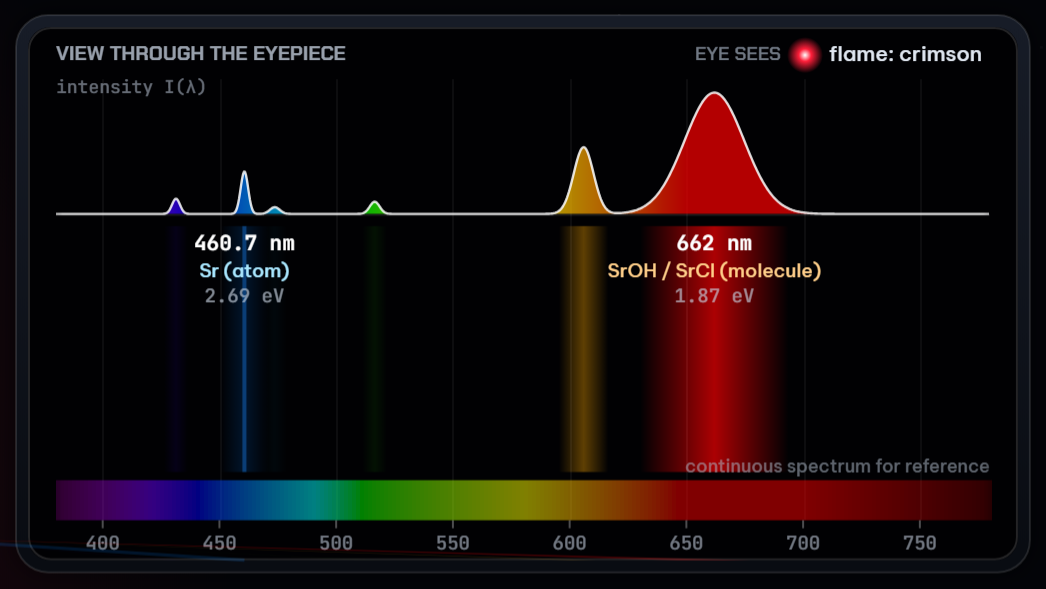 VIEW THROUGH THE EYEPIECE
EYE SEES flame: crimson
intensity I(λ)
460.7 nm
Sr (atom)
2.69 eV
662 nm
SrOH / SrCl (molecule)
1.87 eV
continuous spectrum for reference
400 450 500 550 600 650 700 750